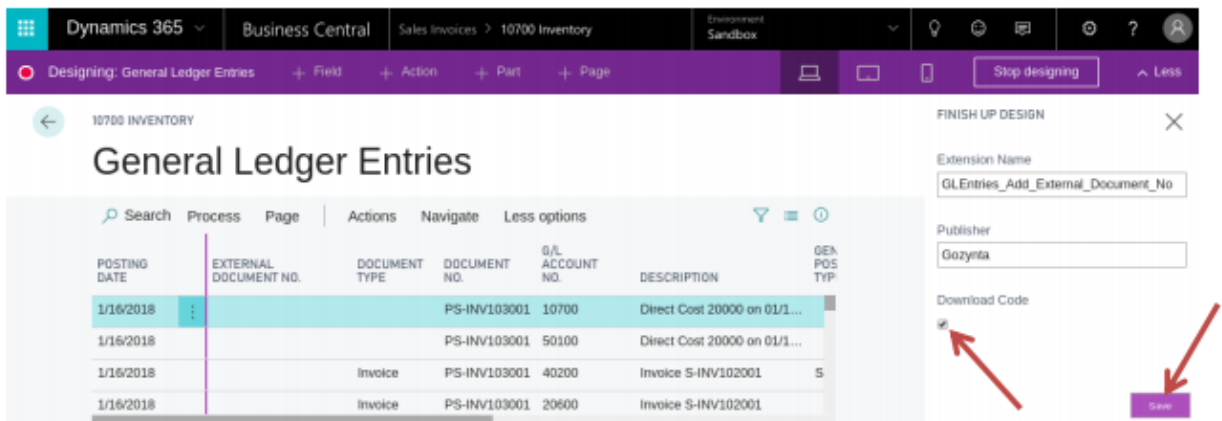 Dynamics 365
Business Central
Sales Invoices > 10700 Inventory
Environment
Sandbox
?
Designing: General Ledger Entries
+ Field
+ Action
+ Part
+ Page
Stop designing
Less
10700 INVENTORY
General Ledger Entries
Search Process Page Actions Navigate Less options
POSTING DATE
EXTERNAL DOCUMENT NO.
DOCUMENT TYPE
DOCUMENT NO.
G/L ACCOUNT NO.
DESCRIPTION
GEN POS TYP
1/16/2018 PS-INV103001 10700 Direct Cost 20000 on 01/1...
1/16/2018 PS-INV103001 50100 Direct Cost 20000 on 01/1...
1/16/2018 Invoice PS-INV103001 40200 Invoice S-INV102001 S
1/16/2018 Invoice PS-INV103001 20600 Invoice S-INV102001
FINISH UP DESIGN
Extension Name
GLEntries_Add_External_Document_No
Publisher
Gozynta
Download Code
Save